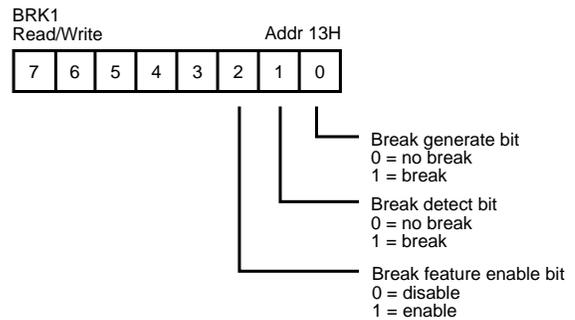 BRK1
Read/Write Addr 13H
7 6 5 4 3 2 1 0
Break generate bit
0 = no break
1 = break
Break detect bit
0 = no break
1 = break
Break feature enable bit
0 = disable
1 = enable